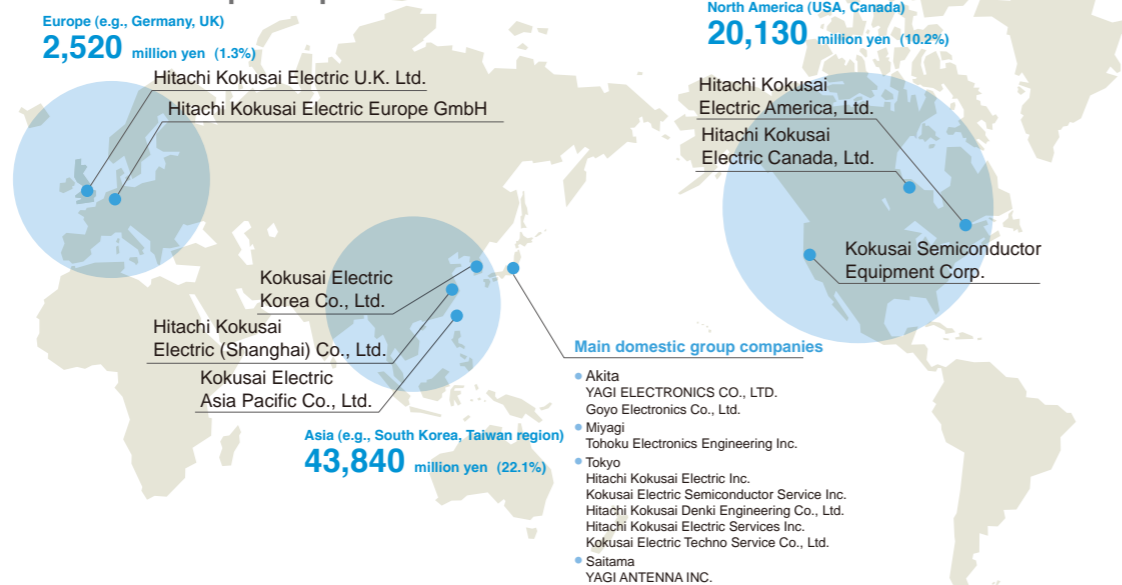 Europe (e.g., Germany, UK)
2,520 million yen (1.3%)
Hitachi Kokusai Electric U.K. Ltd.
Hitachi Kokusai Electric Europe GmbH
North America (USA, Canada)
20,130 million yen (10.2%)
Hitachi Kokusai
Electric America, Ltd.
Hitachi Kokusai
Electric Canada, Ltd.
Kokusai Semiconductor
Equipment Corp.
Kokusai Electric
Korea Co., Ltd.
Hitachi Kokusai
Electric (Shanghai) Co., Ltd.
Kokusai Electric
Asia Pacific Co., Ltd.
Asia (e.g., South Korea, Taiwan region)
43,840 million yen (22.1%)
Main domestic group companies
Akita
YAGI ELECTRONICS CO., LTD.
Goyo Electronics Co., Ltd.
Miyagi
Tohoku Electronics Engineering Inc.
Tokyo
Hitachi Kokusai Electric Inc.
Kokusai Electric Semiconductor Service Inc.
Hitachi Kokusai Denki Engineering Co., Ltd.
Hitachi Kokusai Electric Services Inc.
Kokusai Electric Techno Service Co., Ltd.
Saitama
YAGI ANTENNA INC.